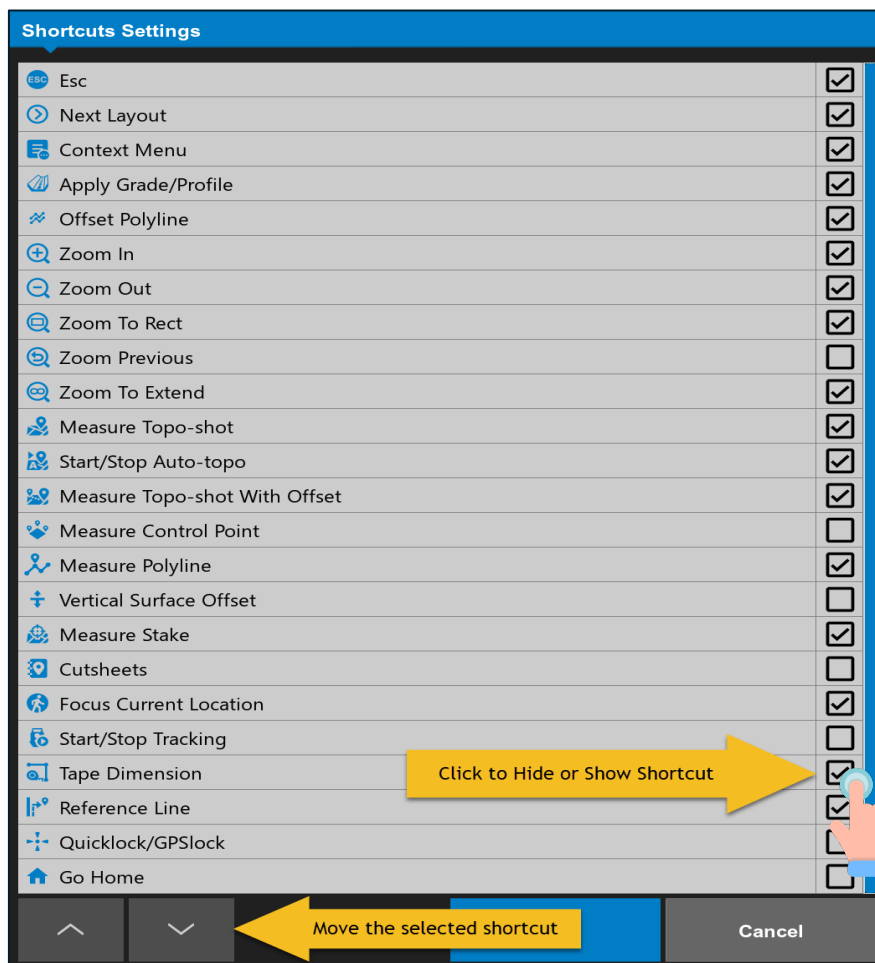 Shortcuts Settings
ESC Esc
Next Layout
Context Menu
Apply Grade/Profile
Offset Polyline
Zoom In
Zoom Out
Zoom To Rect
Zoom Previous
Zoom To Extend
Measure Topo-shot
Start/Stop Auto-topo
Measure Topo-shot With Offset
Measure Control Point
Measure Polyline
Vertical Surface Offset
Measure Stake
Cutsheets
Focus Current Location
Start/Stop Tracking
Tape Dimension
Click to Hide or Show Shortcut
Reference Line
Quicklock/GPSlock
Go Home
Move the selected shortcut
Cancel